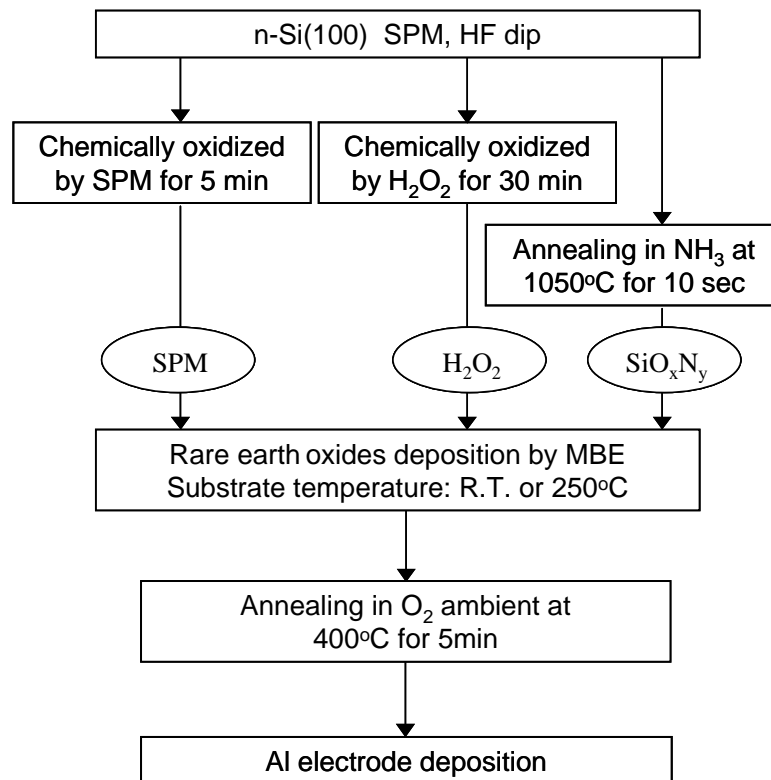 n-Si(100) SPM, HF dip
Chemically oxidized
by SPM for 5 min
Chemically oxidized
by H₂O₂ for 30 min
Annealing in NH₃ at
1050ºC for 10 sec
SPM
H₂O₂
SiOₓNᵧ
Rare earth oxides deposition by MBE
Substrate temperature: R.T. or 250ºC
Annealing in O₂ ambient at
400ºC for 5min
Al electrode deposition